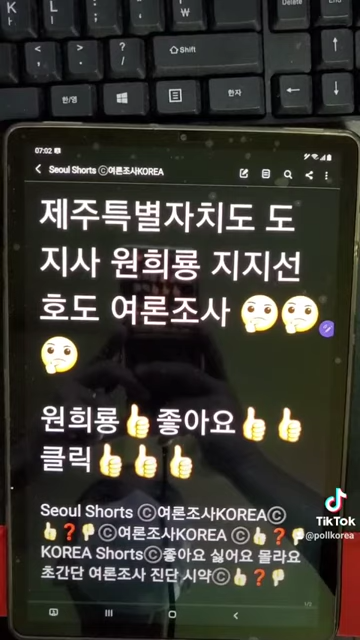 K L : "
; ' Enter
< , > . ? / ⇧Shift
한/영 한자
← ↓ →
07:02
Seoul Shorts ⓒ여론조사KOREA
제주특별자치도 도
지사 원희룡 지지선
호도 여론조사 🤔🤔
🤔
원희룡👍좋아요👍👍
클릭👍👍👍
Seoul Shorts ⓒ여론조사KOREAⓒ
👍❓👎ⓒ여론조사KOREA ⓒ👍❓👎
KOREA Shortsⓒ좋아요 싫어요 몰라요
초간단 여론조사 진단 시약ⓒ👍❓👎
TikTok
@pollkorea